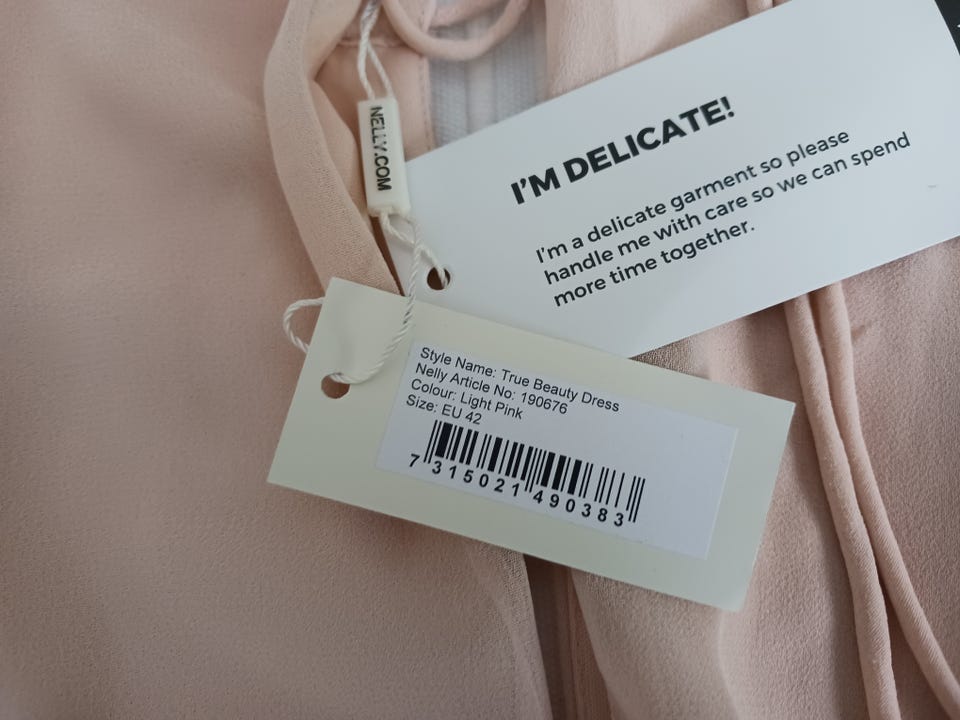 NELLY.COM
I'M DELICATE!
I'm a delicate garment so please
handle me with care so we can spend
more time together.
Style Name: True Beauty Dress
Nelly Article No: 190676
Colour: Light Pink
Size: EU 42
7 315021 490383